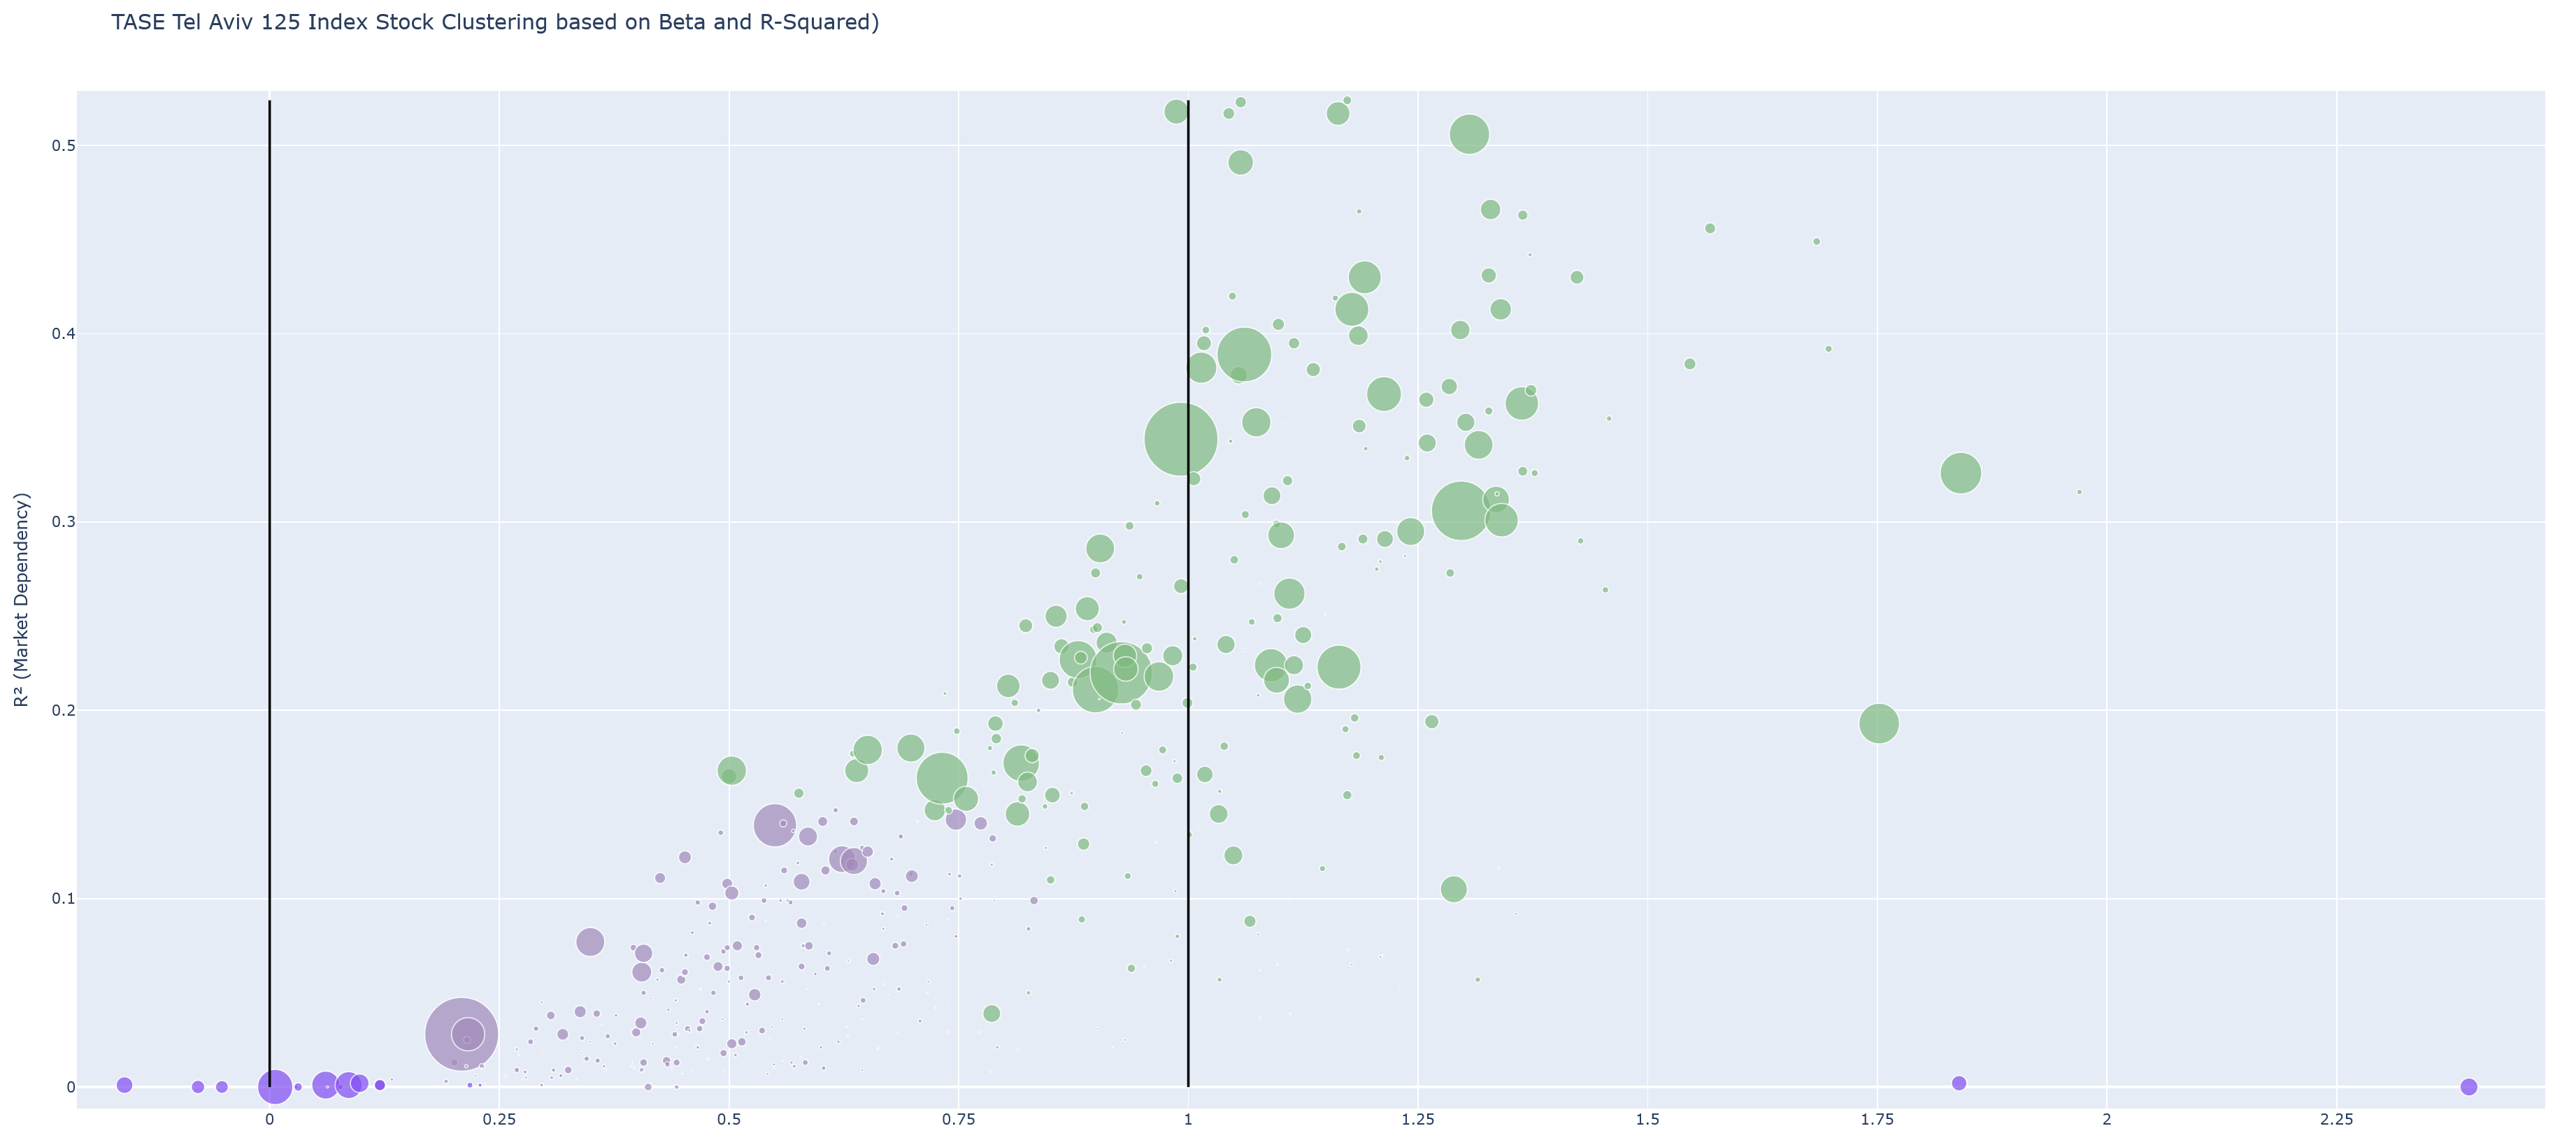 TASE Tel Aviv 125 Index Stock Clustering based on Beta and R-Squared)
R² (Market Dependency)
0.5
0.4
0.3
0.2
0.1
0
0 0.25 0.5 0.75 1 1.25 1.5 1.75 2 2.25